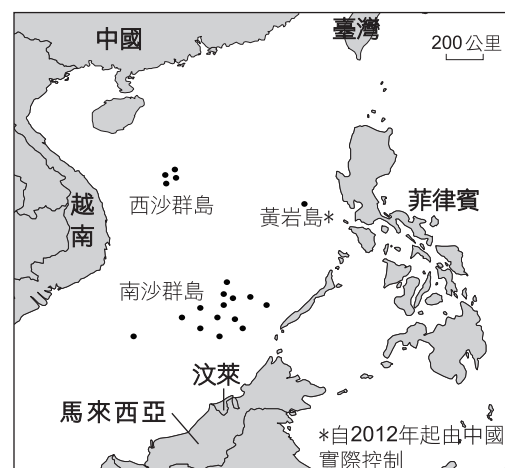 中國
臺灣
200公里
西沙群島
黃岩島*
菲律賓
越南
南沙群島
汶萊
馬來西亞
*自2012年起由中國
實際控制